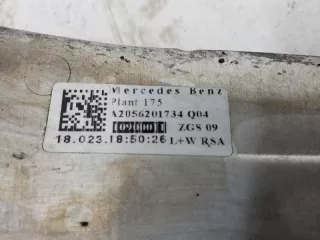 Mercedes Benz
Plant 175
A2056201734 Q04
ZGS 09
18.023.18:50:26 L+W RSA